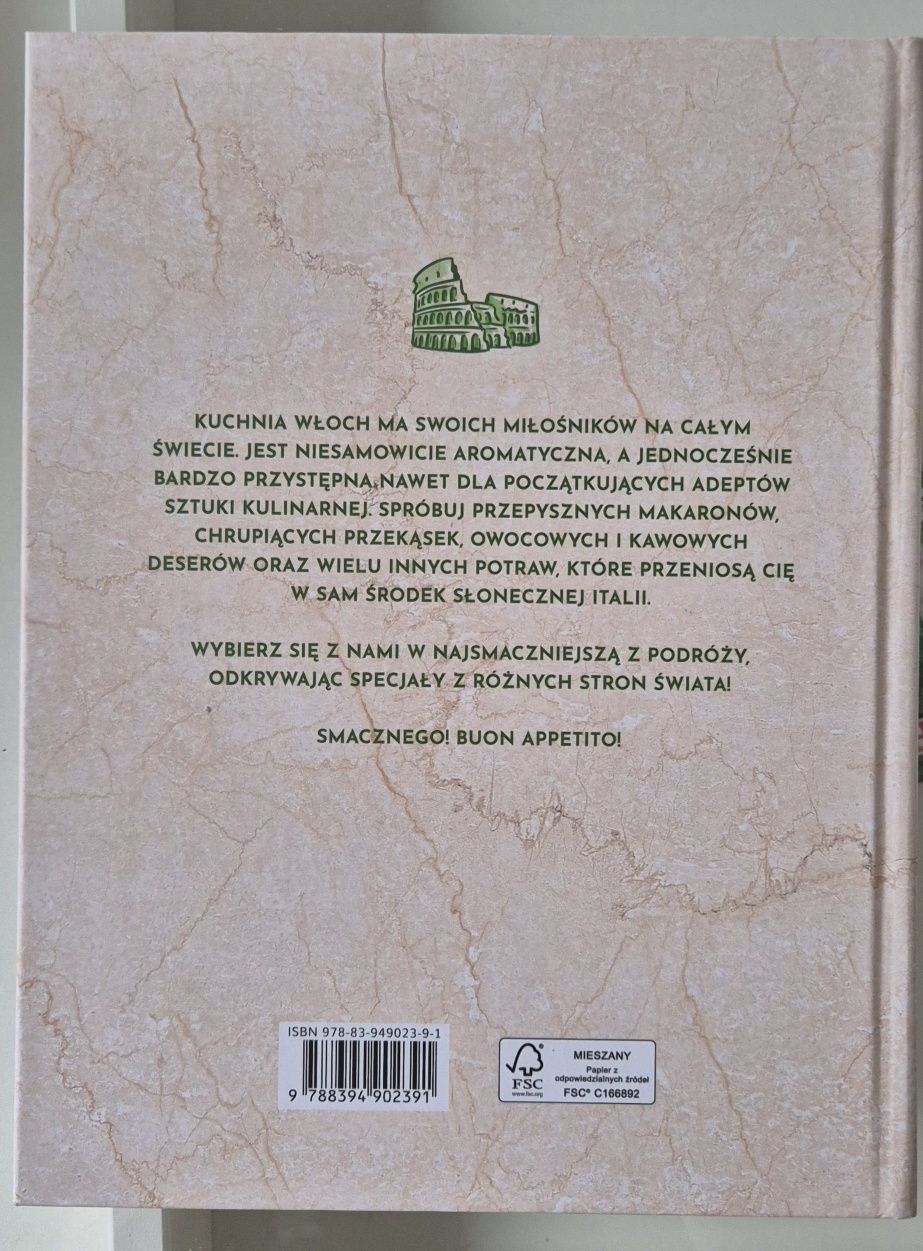 KUCHNIA WŁOCH MA SWOICH MIŁOŚNIKÓW NA CAŁYM
ŚWIECIE. JEST NIESAMOWICIE AROMATYCZNA, A JEDNOCZEŚNIE
BARDZO PRZYSTĘPNA NAWET DLA POCZĄTKUJĄCYCH ADEPTÓW
SZTUKI KULINARNEJ. SPRÓBUJ PRZEPYSZNYCH MAKARONÓW,
CHRUPIĄCYCH PRZEKĄSEK, OWOCOWYCH I KAWOWYCH
DESERÓW ORAZ WIELU INNYCH POTRAW, KTÓRE PRZENIOSĄ CIĘ
W SAM ŚRODEK SŁONECZNEJ ITALII.
WYBIERZ SIĘ Z NAMI W NAJSMACZNIEJSZĄ Z PODRÓŻY,
ODKRYWAJĄC SPECJAŁY Z RÓŻNYCH STRON ŚWIATA!
SMACZNEGO! BUON APPETITO!
ISBN 978-83-949023-9-1
9 788394 902391
FSC
www.fsc.org
MIESZANY
Papier z
odpowiedzialnych źródeł
FSC® C166892